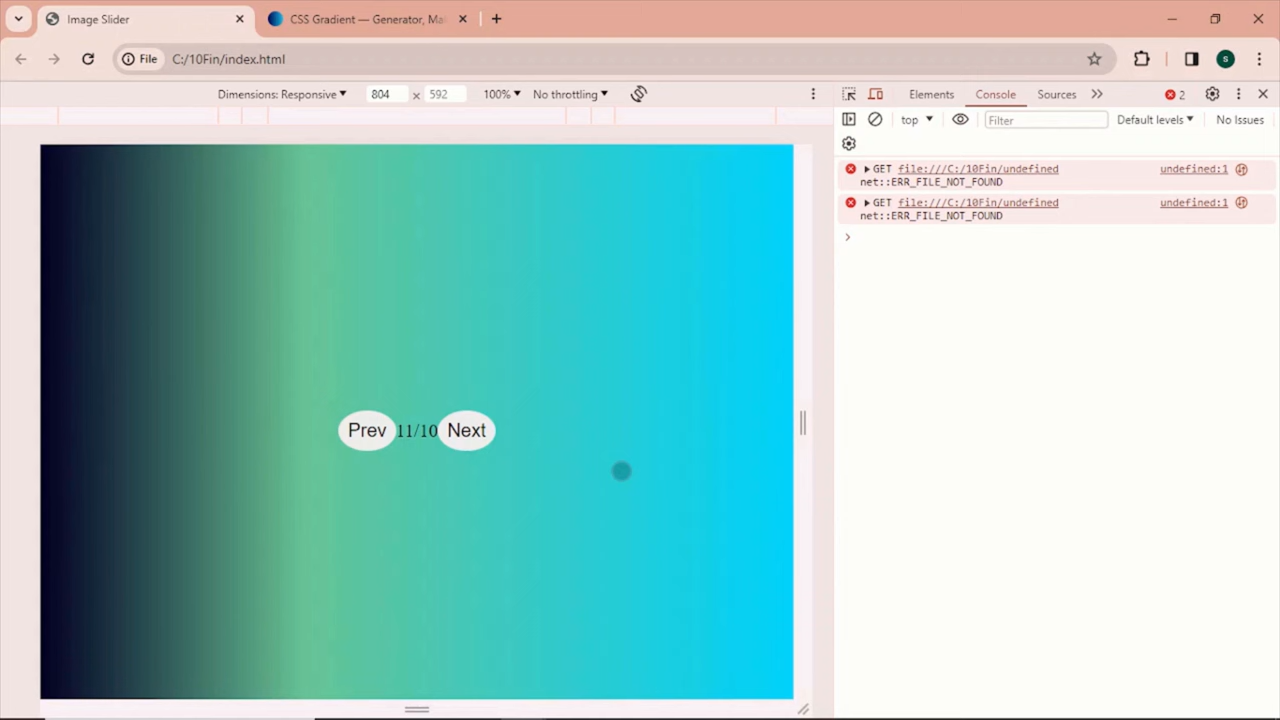 Image Slider
CSS Gradient — Generator, Ma
File C:/10Fin/index.html
S
Dimensions: Responsive 804 × 592 100% No throttling
Elements Console Sources 2
top Filter Default levels No Issues
GET file:///C:/10Fin/undefined undefined:1
net::ERR_FILE_NOT_FOUND
GET file:///C:/10Fin/undefined undefined:1
net::ERR_FILE_NOT_FOUND
Prev 11/10 Next